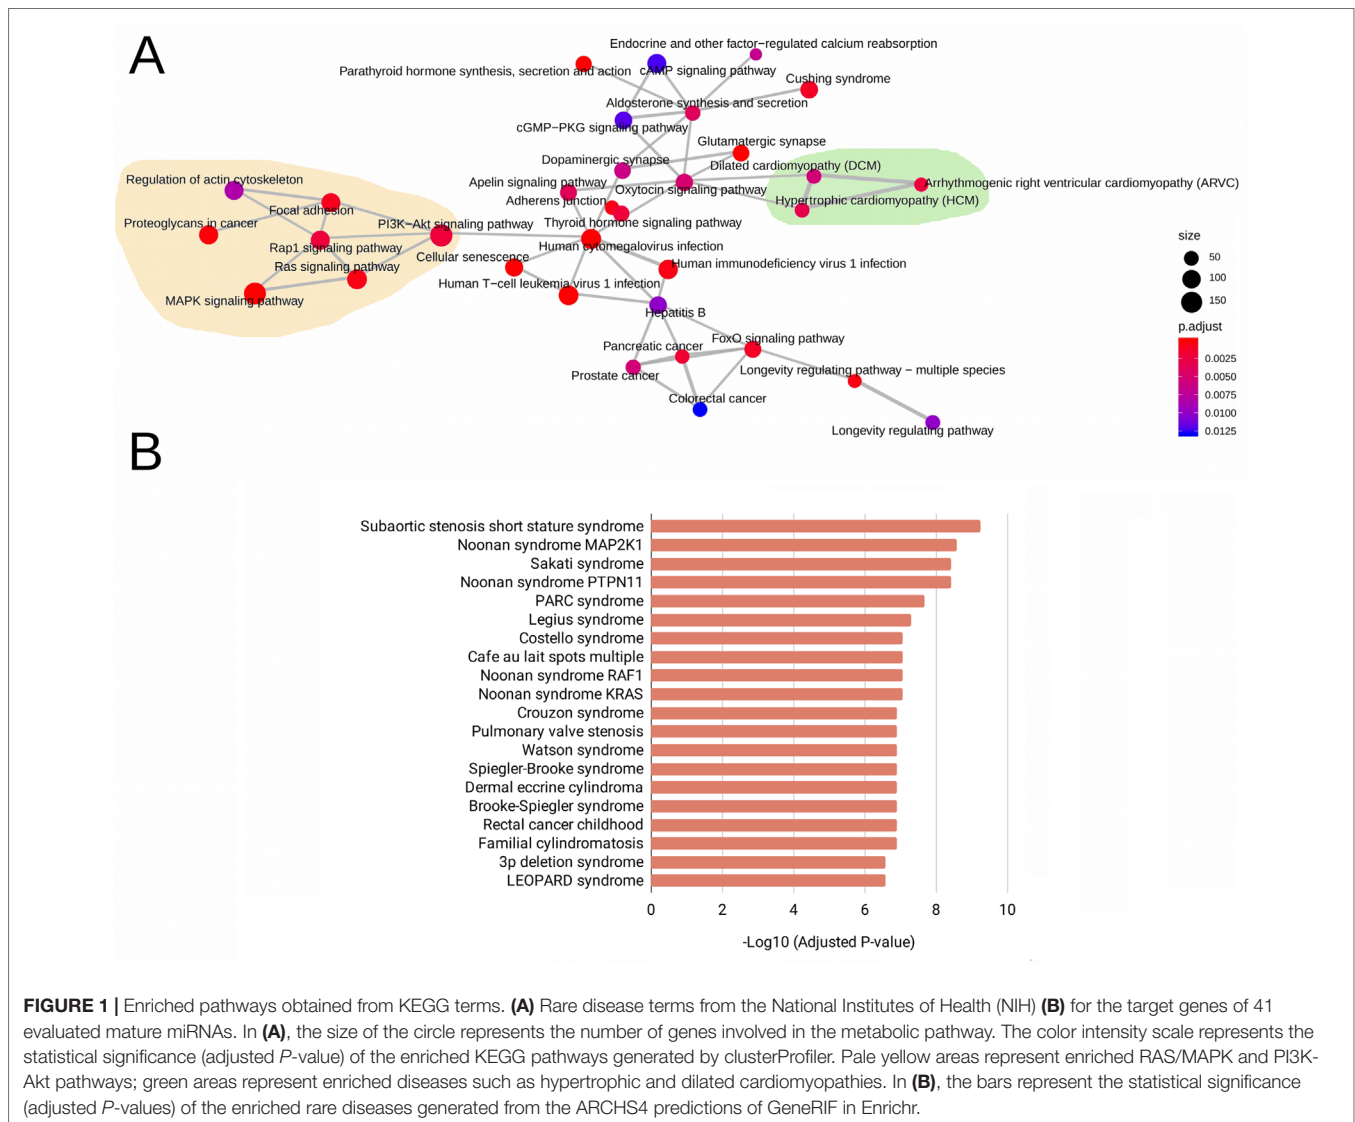 A
Endocrine and other factor−regulated calcium reabsorption
Parathyroid hormone synthesis, secretion and action
cAMP signaling pathway
Cushing syndrome
Aldosterone synthesis and secretion
cGMP−PKG signaling pathway
Glutamatergic synapse
Dopaminergic synapse
Dilated cardiomyopathy (DCM)
Regulation of actin cytoskeleton
Apelin signaling pathway
Oxytocin signaling pathway
Arrhythmogenic right ventricular cardiomyopathy (ARVC)
Adherens junction
Hypertrophic cardiomyopathy (HCM)
Focal adhesion
Proteoglycans in cancer
PI3K−Akt signaling pathway
Thyroid hormone signaling pathway
Rap1 signaling pathway
Human cytomegalovirus infection
Cellular senescence
Ras signaling pathway
Human immunodeficiency virus 1 infection
Human T−cell leukemia virus 1 infection
MAPK signaling pathway
Hepatitis B
FoxO signaling pathway
Pancreatic cancer
Longevity regulating pathway − multiple species
Prostate cancer
Colorectal cancer
Longevity regulating pathway
size
50
100
150
p.adjust
0.0025
0.0050
0.0075
0.0100
0.0125
B
Subaortic stenosis short stature syndrome
Noonan syndrome MAP2K1
Sakati syndrome
Noonan syndrome PTPN11
PARC syndrome
Legius syndrome
Costello syndrome
Cafe au lait spots multiple
Noonan syndrome RAF1
Noonan syndrome KRAS
Crouzon syndrome
Pulmonary valve stenosis
Watson syndrome
Spiegler-Brooke syndrome
Dermal eccrine cylindroma
Brooke-Spiegler syndrome
Rectal cancer childhood
Familial cylindromatosis
3p deletion syndrome
LEOPARD syndrome
0 2 4 6 8 10
-Log10 (Adjusted P-value)
FIGURE 1 | Enriched pathways obtained from KEGG terms. (A) Rare disease terms from the National Institutes of Health (NIH) (B) for the target genes of 41
evaluated mature miRNAs. In (A), the size of the circle represents the number of genes involved in the metabolic pathway. The color intensity scale represents the
statistical significance (adjusted P-value) of the enriched KEGG pathways generated by clusterProfiler. Pale yellow areas represent enriched RAS/MAPK and PI3K-
Akt pathways; green areas represent enriched diseases such as hypertrophic and dilated cardiomyopathies. In (B), the bars represent the statistical significance
(adjusted P-values) of the enriched rare diseases generated from the ARCHS4 predictions of GeneRIF in Enrichr.